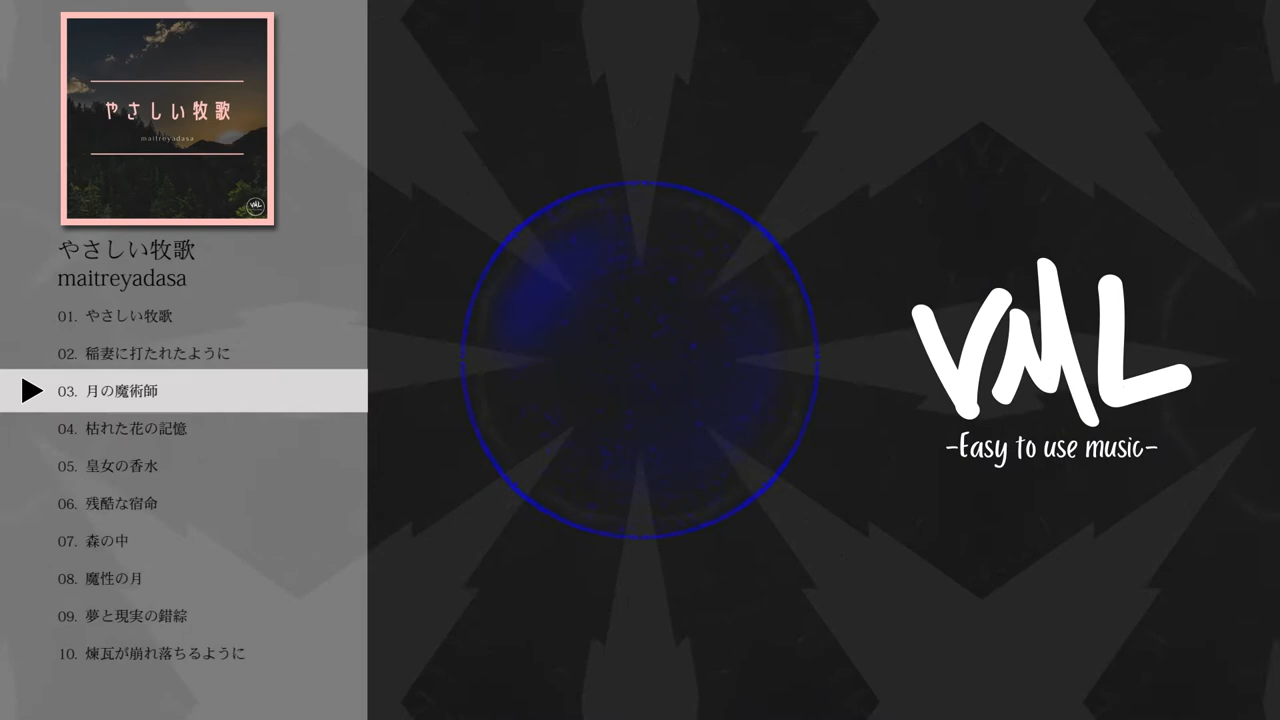 やさしい牧歌
maitreyadasa
VML
やさしい牧歌
maitreyadasa
01. やさしい牧歌
02. 稲妻に打たれたように
03. 月の魔術師
04. 枯れた花の記憶
05. 皇女の香水
06. 残酷な宿命
07. 森の中
08. 魔性の月
09. 夢と現実の錯綜
10. 煉瓦が崩れ落ちるように
VML
-Easy to use music-